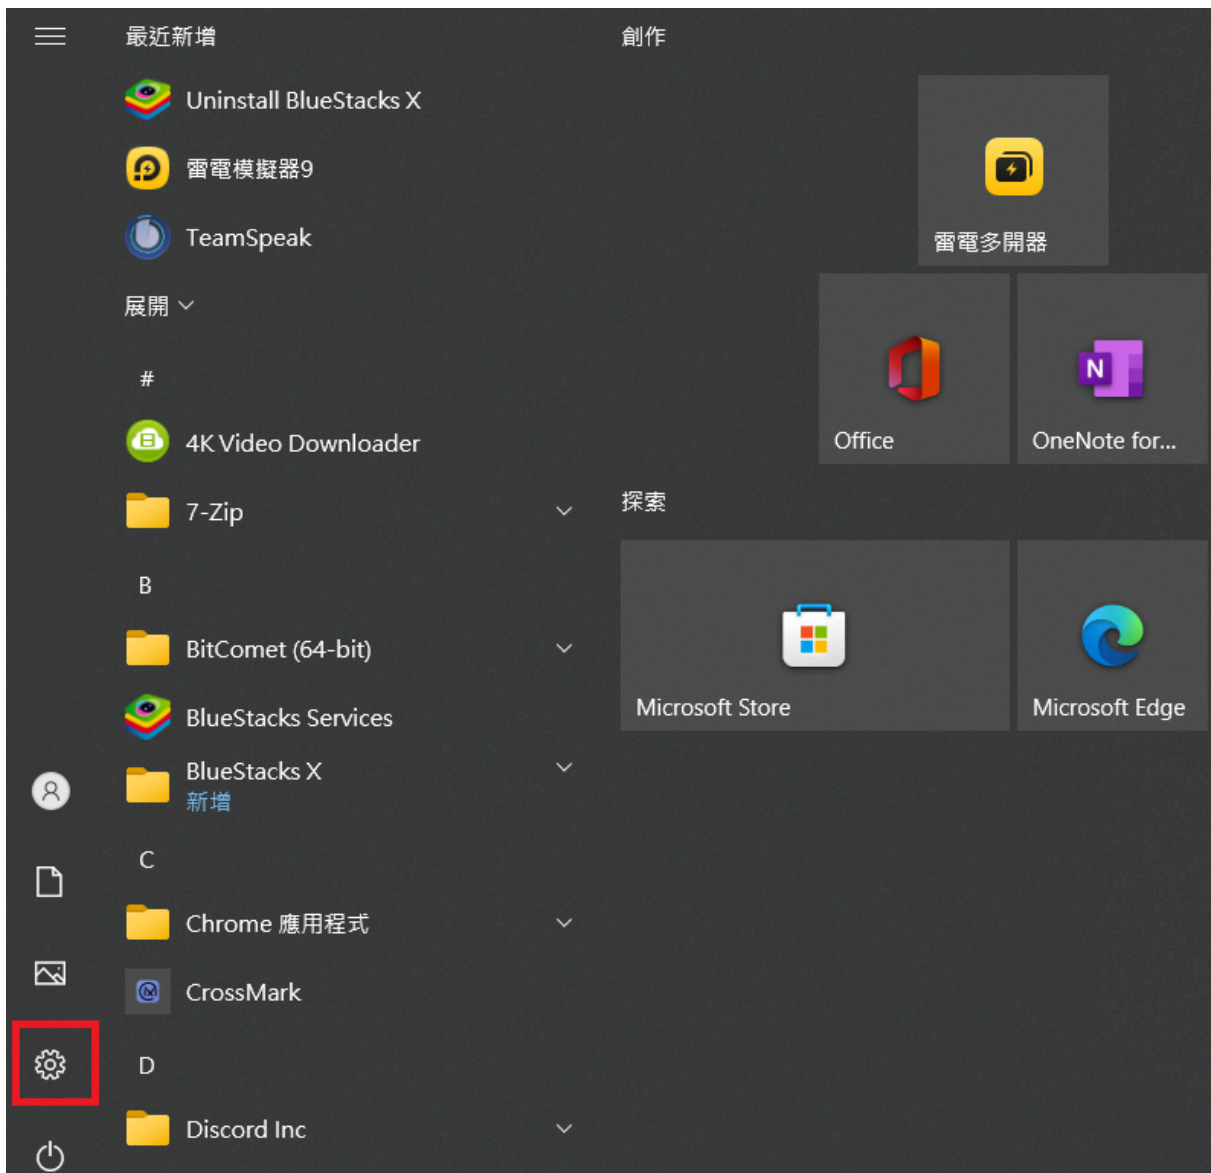 最近新增
Uninstall BlueStacks X
雷電模擬器9
TeamSpeak
展開
#
4K Video Downloader
7-Zip
B
BitComet (64-bit)
BlueStacks Services
BlueStacks X
新增
C
Chrome 應用程式
CrossMark
D
Discord Inc
創作
雷電多開器
Office
OneNote for...
探索
Microsoft Store
Microsoft Edge